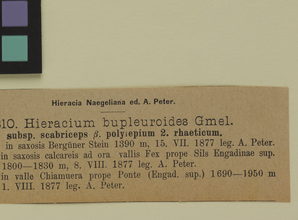 Hieracia Naegeliana ed. A. Peter.
310. Hieracium bupleuroides Gmel.
subsp. scabriceps β. polylepium 2. rhaeticum.
in saxosis Bergüner Stein 1390 m, 15. VII. 1877 leg. A. Peter.
in saxosis calcareis ad ora vallis Fex prope Sils Engadinae sup.
1800—1830 m, 8. VIII. 1877 leg. A. Peter.
in valle Chiamuera prope Ponte (Engad. sup.) 1690—1950 m
1. VIII. 1877 leg. A. Peter.